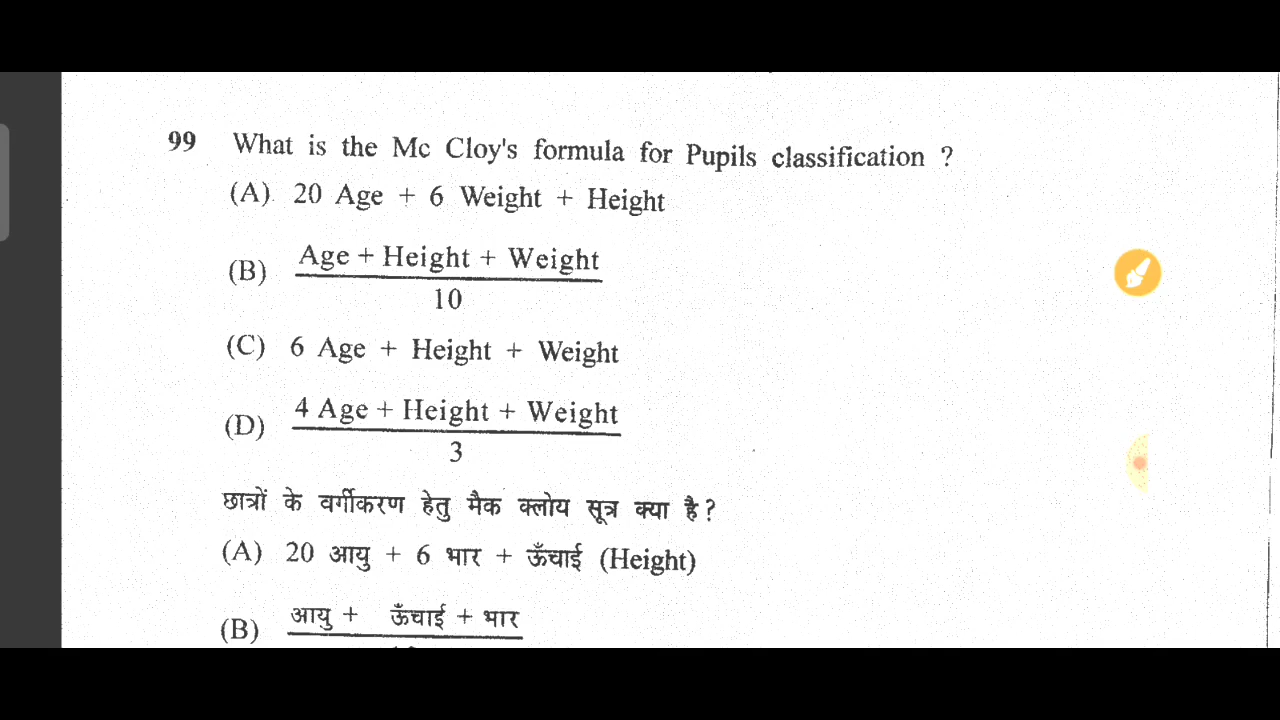 99 What is the Mc Cloy's formula for Pupils classification ?
(A) 20 Age + 6 Weight + Height
(B) Age + Height + Weight
10
(C) 6 Age + Height + Weight
(D) 4 Age + Height + Weight
3
छात्रों के वर्गीकरण हेतु मैक क्लोय सूत्र क्या है ?
(A) 20 आयु + 6 भार + ऊँचाई (Height)
(B) आयु + ऊँचाई + भार